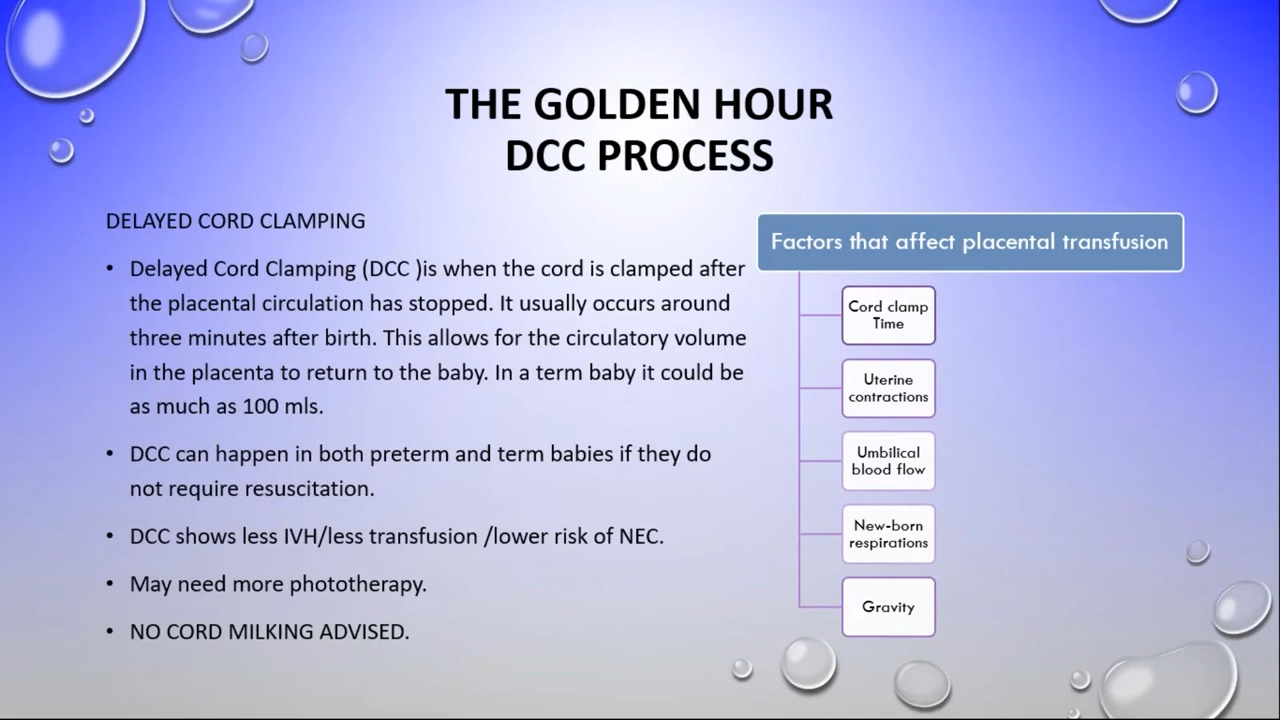 THE GOLDEN HOUR
DCC PROCESS
DELAYED CORD CLAMPING
• Delayed Cord Clamping (DCC )is when the cord is clamped after
the placental circulation has stopped. It usually occurs around
three minutes after birth. This allows for the circulatory volume
in the placenta to return to the baby. In a term baby it could be
as much as 100 mls.
• DCC can happen in both preterm and term babies if they do
not require resuscitation.
• DCC shows less IVH/less transfusion /lower risk of NEC.
• May need more phototherapy.
• NO CORD MILKING ADVISED.
Factors that affect placental transfusion
Cord clamp
Time
Uterine
contractions
Umbilical
blood flow
New-born
respirations
Gravity